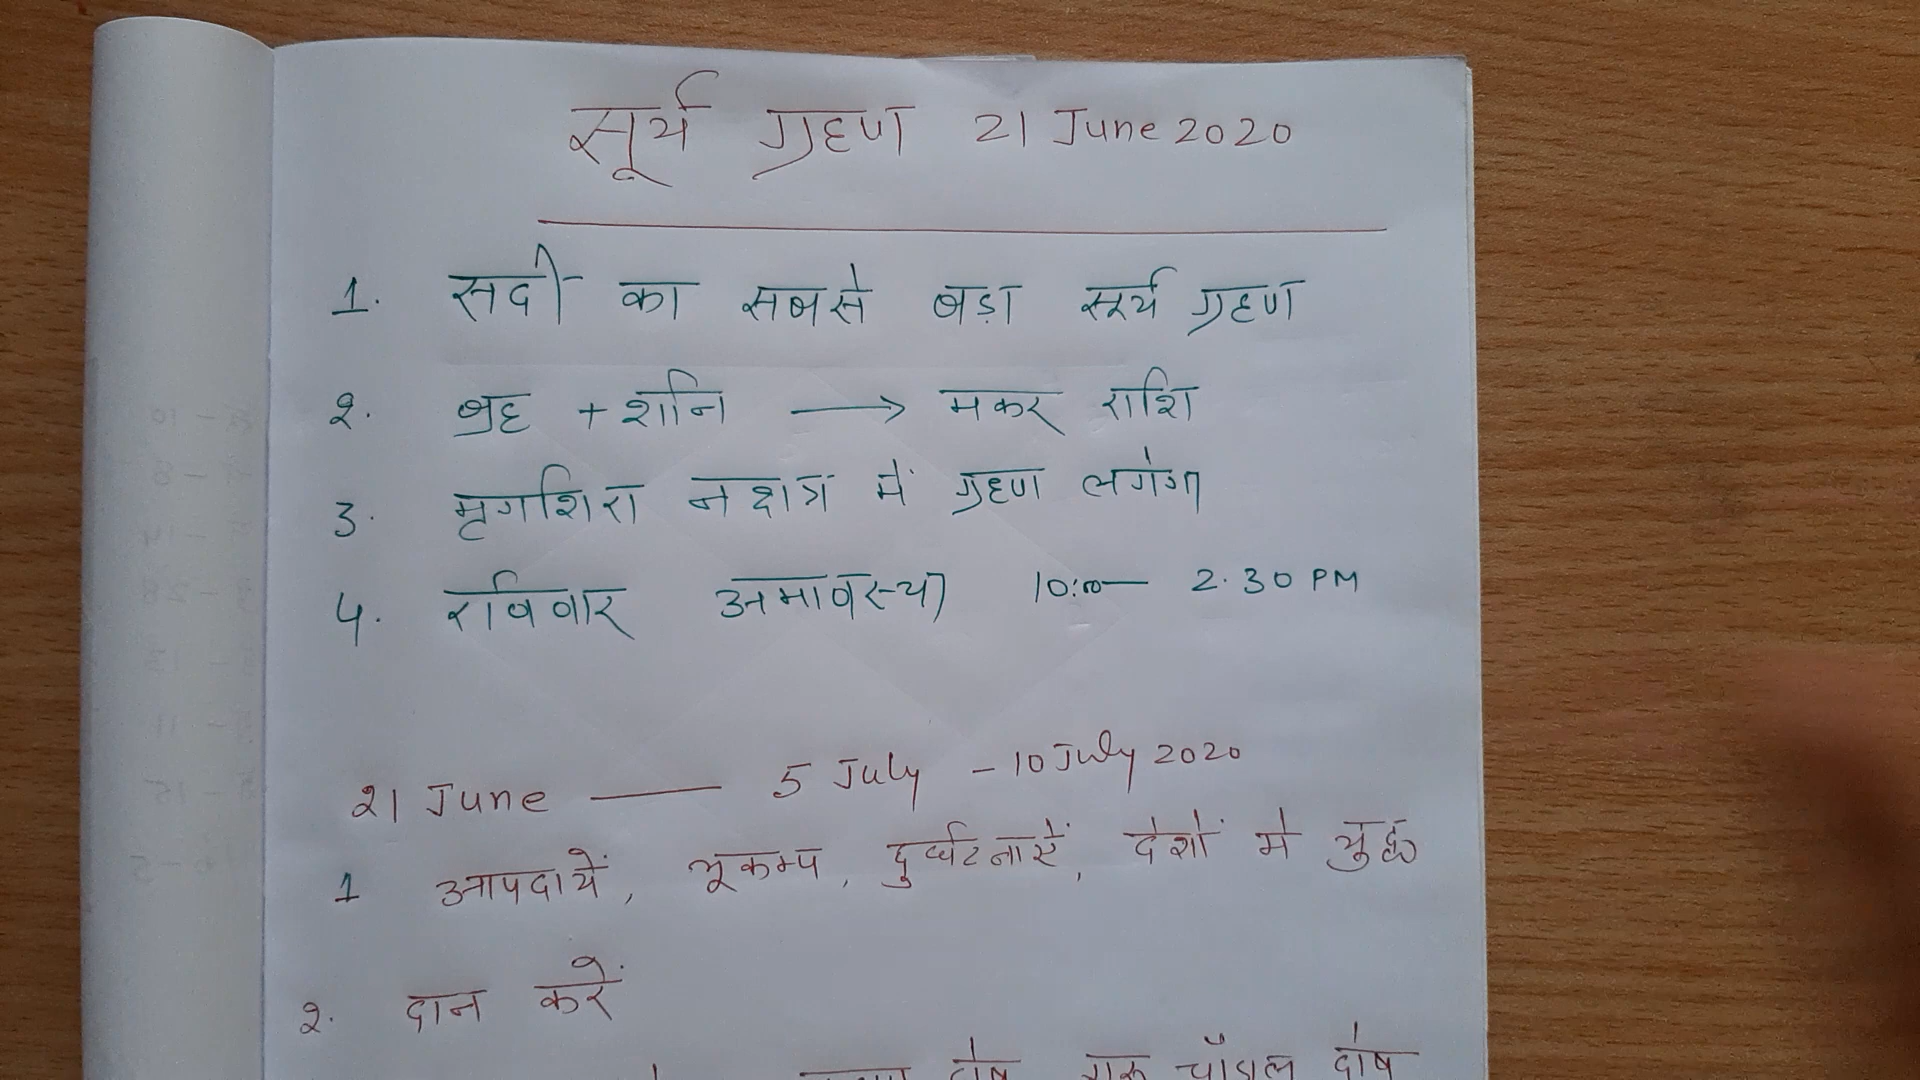 सूर्य ग्रहण 21 June 2020
1. सदी का सबसे बड़ा सूर्य ग्रहण
2. ब्रह + शनि → मकर राशि
3. मृगशिरा नक्षत्र में ग्रहण लगेगा
4. रविवार अमावस्या 10:00 — 2.30 PM
21 June —— 5 July - 10 July 2020
1 आपदायें, भूकम्प, दुर्घटनाऐं, देशों मे युद्ध
2. दान करें
दोष गुरु चाँडाल दोष